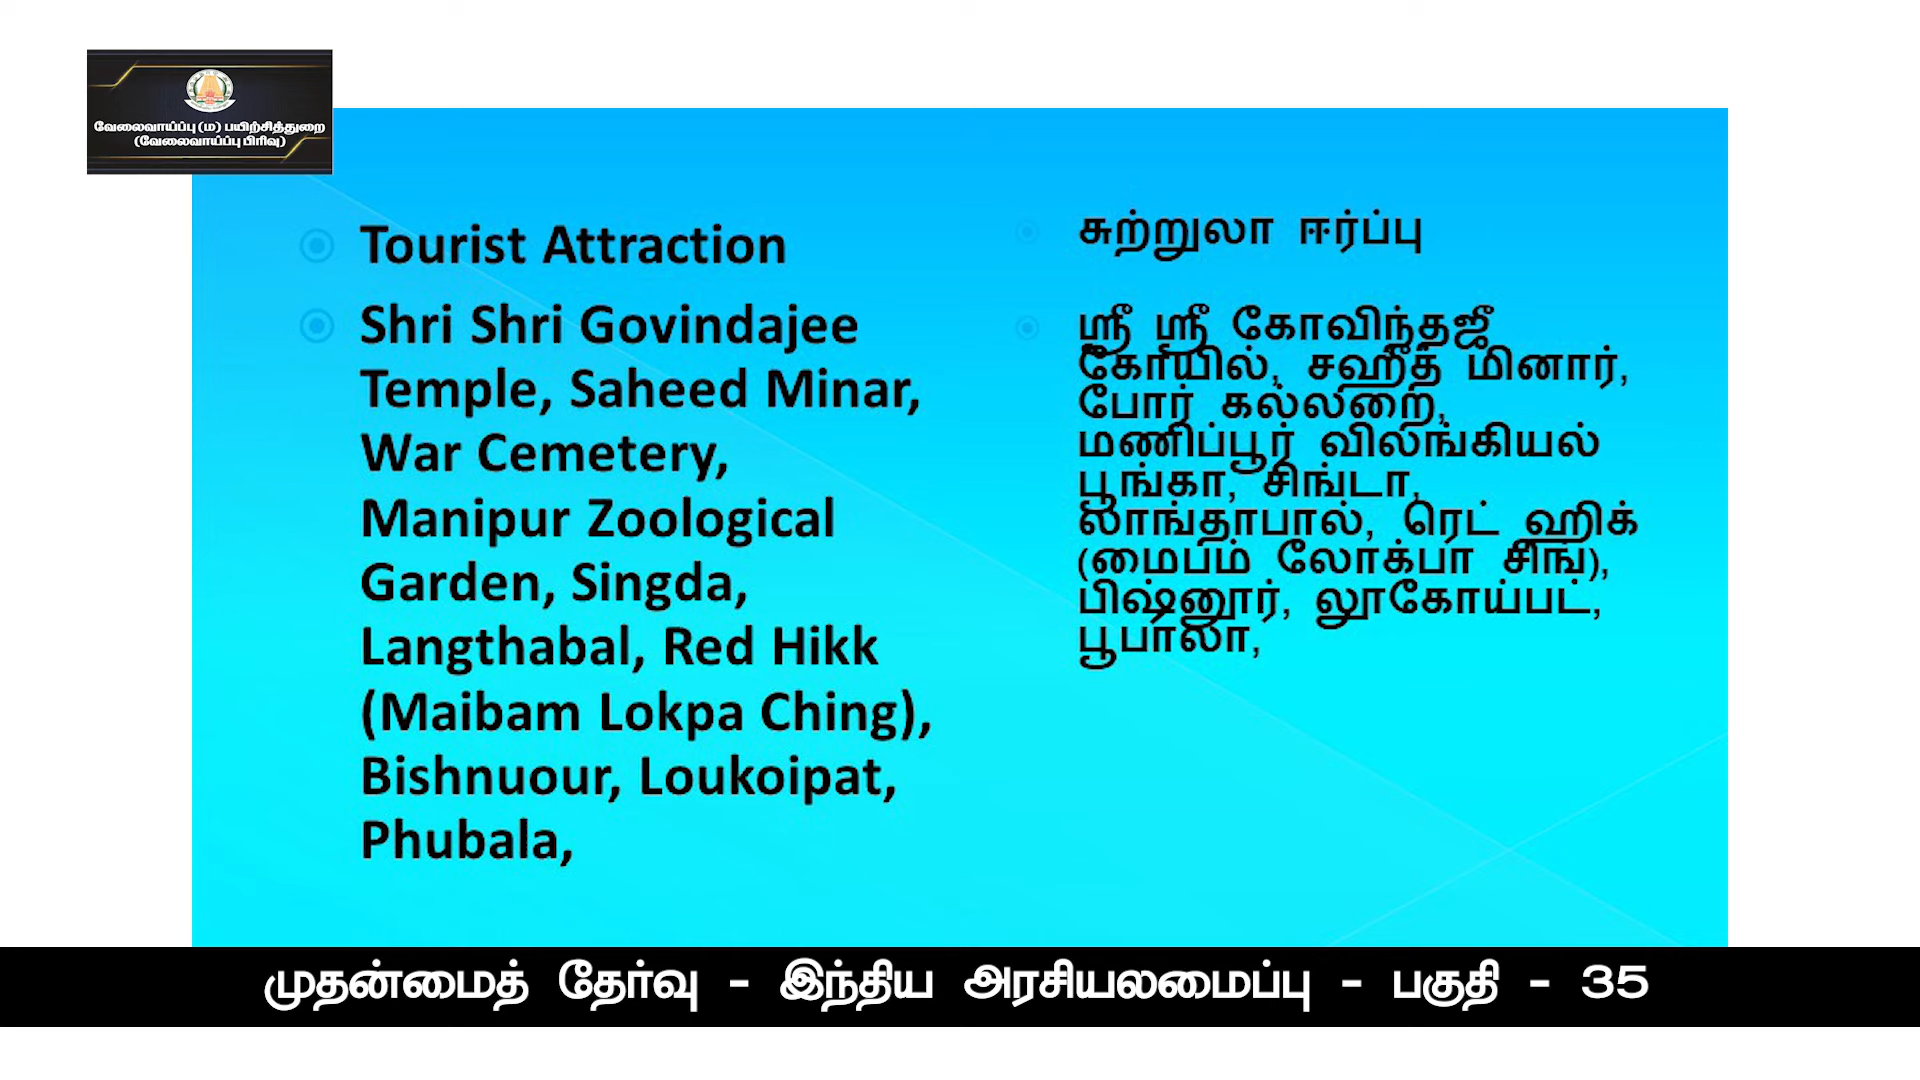 வேலைவாய்ப்பு (ம) பயிற்சித்துறை
(வேலைவாய்ப்பு பிரிவு)
Tourist Attraction
Shri Shri Govindajee
Temple, Saheed Minar,
War Cemetery,
Manipur Zoological
Garden, Singda,
Langthabal, Red Hikk
(Maibam Lokpa Ching),
Bishnuour, Loukoipat,
Phubala,
சுற்றுலா ஈர்ப்பு
ஸ்ரீ ஸ்ரீ கோவிந்தஜீ
கோயில், சஹீத் மினார்,
போர் கல்லறை,
மணிப்பூர் விலங்கியல்
பூங்கா, சிங்டா,
லாங்தாபால், ரெட் ஹிக்
(மைபம் லோக்பா சிங்),
பிஷ்னூர், லூகோய்பட்,
பூபாலா,
முதன்மைத் தேர்வு - இந்திய அரசியலமைப்பு - பகுதி - 35